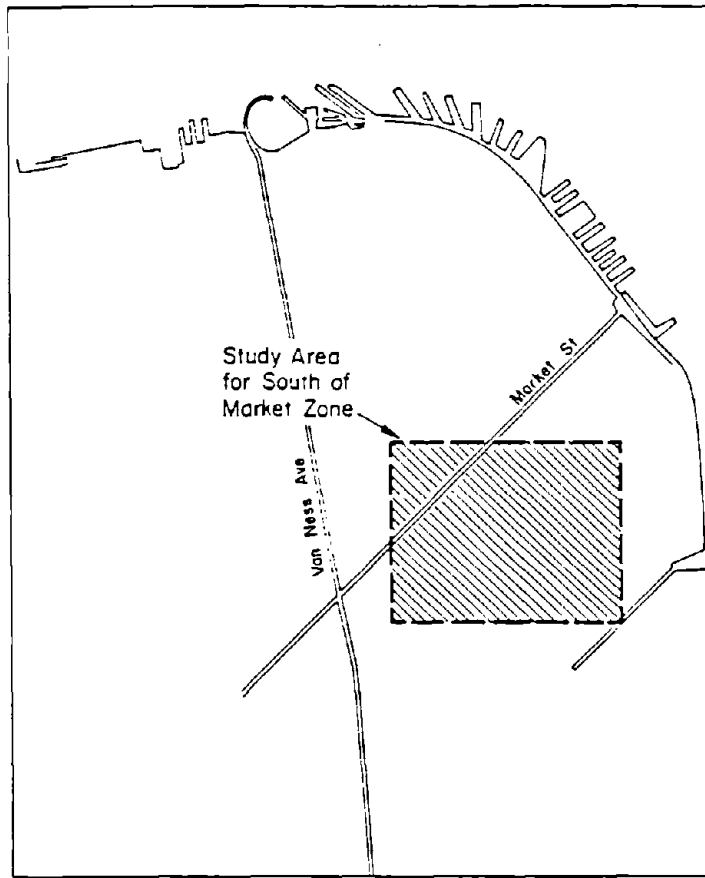 Study Area
for South of
Market Zone
Market St
Van Ness Ave